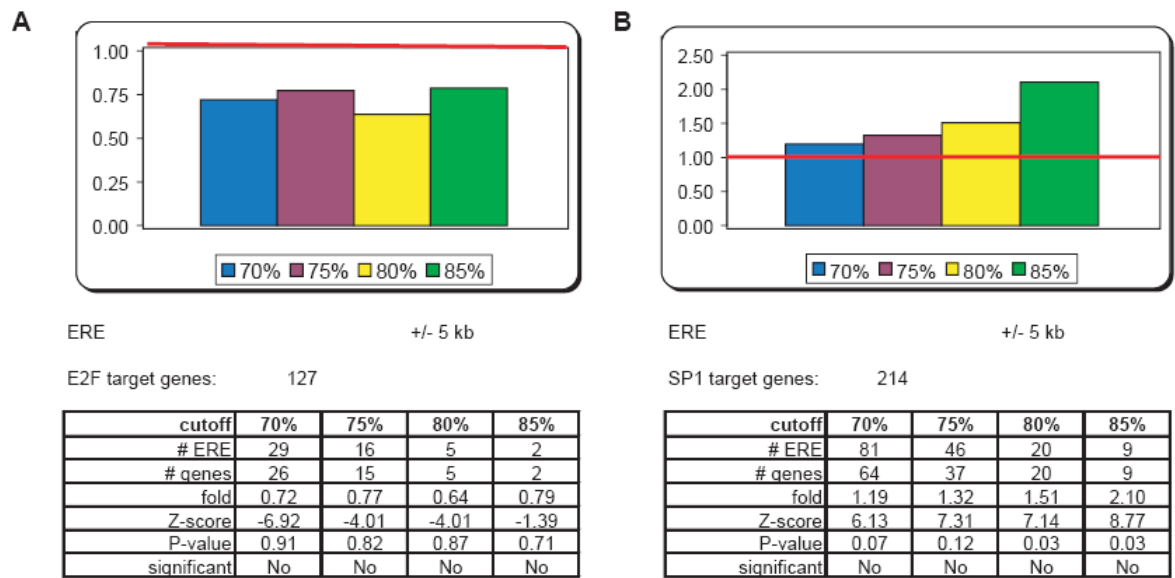 A
1.00
0.75
0.50
0.25
0.00
70% 75% 80% 85%
ERE +/- 5 kb
E2F target genes: 127
cutoff 70% 75% 80% 85%
# ERE 29 16 5 2
# genes 26 15 5 2
fold 0.72 0.77 0.64 0.79
Z-score -6.92 -4.01 -4.01 -1.39
P-value 0.91 0.82 0.87 0.71
significant No No No No
B
2.50
2.00
1.50
1.00
0.50
0.00
70% 75% 80% 85%
ERE +/- 5 kb
SP1 target genes: 214
cutoff 70% 75% 80% 85%
# ERE 81 46 20 9
# genes 64 37 20 9
fold 1.19 1.32 1.51 2.10
Z-score 6.13 7.31 7.14 8.77
P-value 0.07 0.12 0.03 0.03
significant No No No No